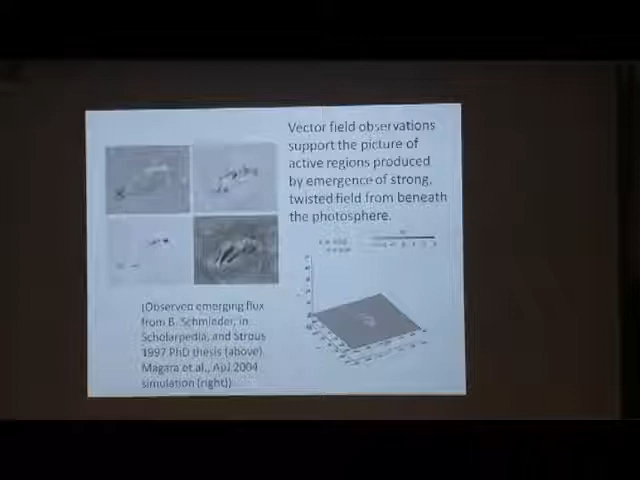 Vector field observations
support the picture of
active regions produced
by emergence of strong,
twisted field from beneath
the photosphere.
(Observed emerging flux
from B. Schmieder, in
Scholarpedia, and Strous
1997 PhD thesis (above)
Magara et al., ApJ 2004
simulation (right))